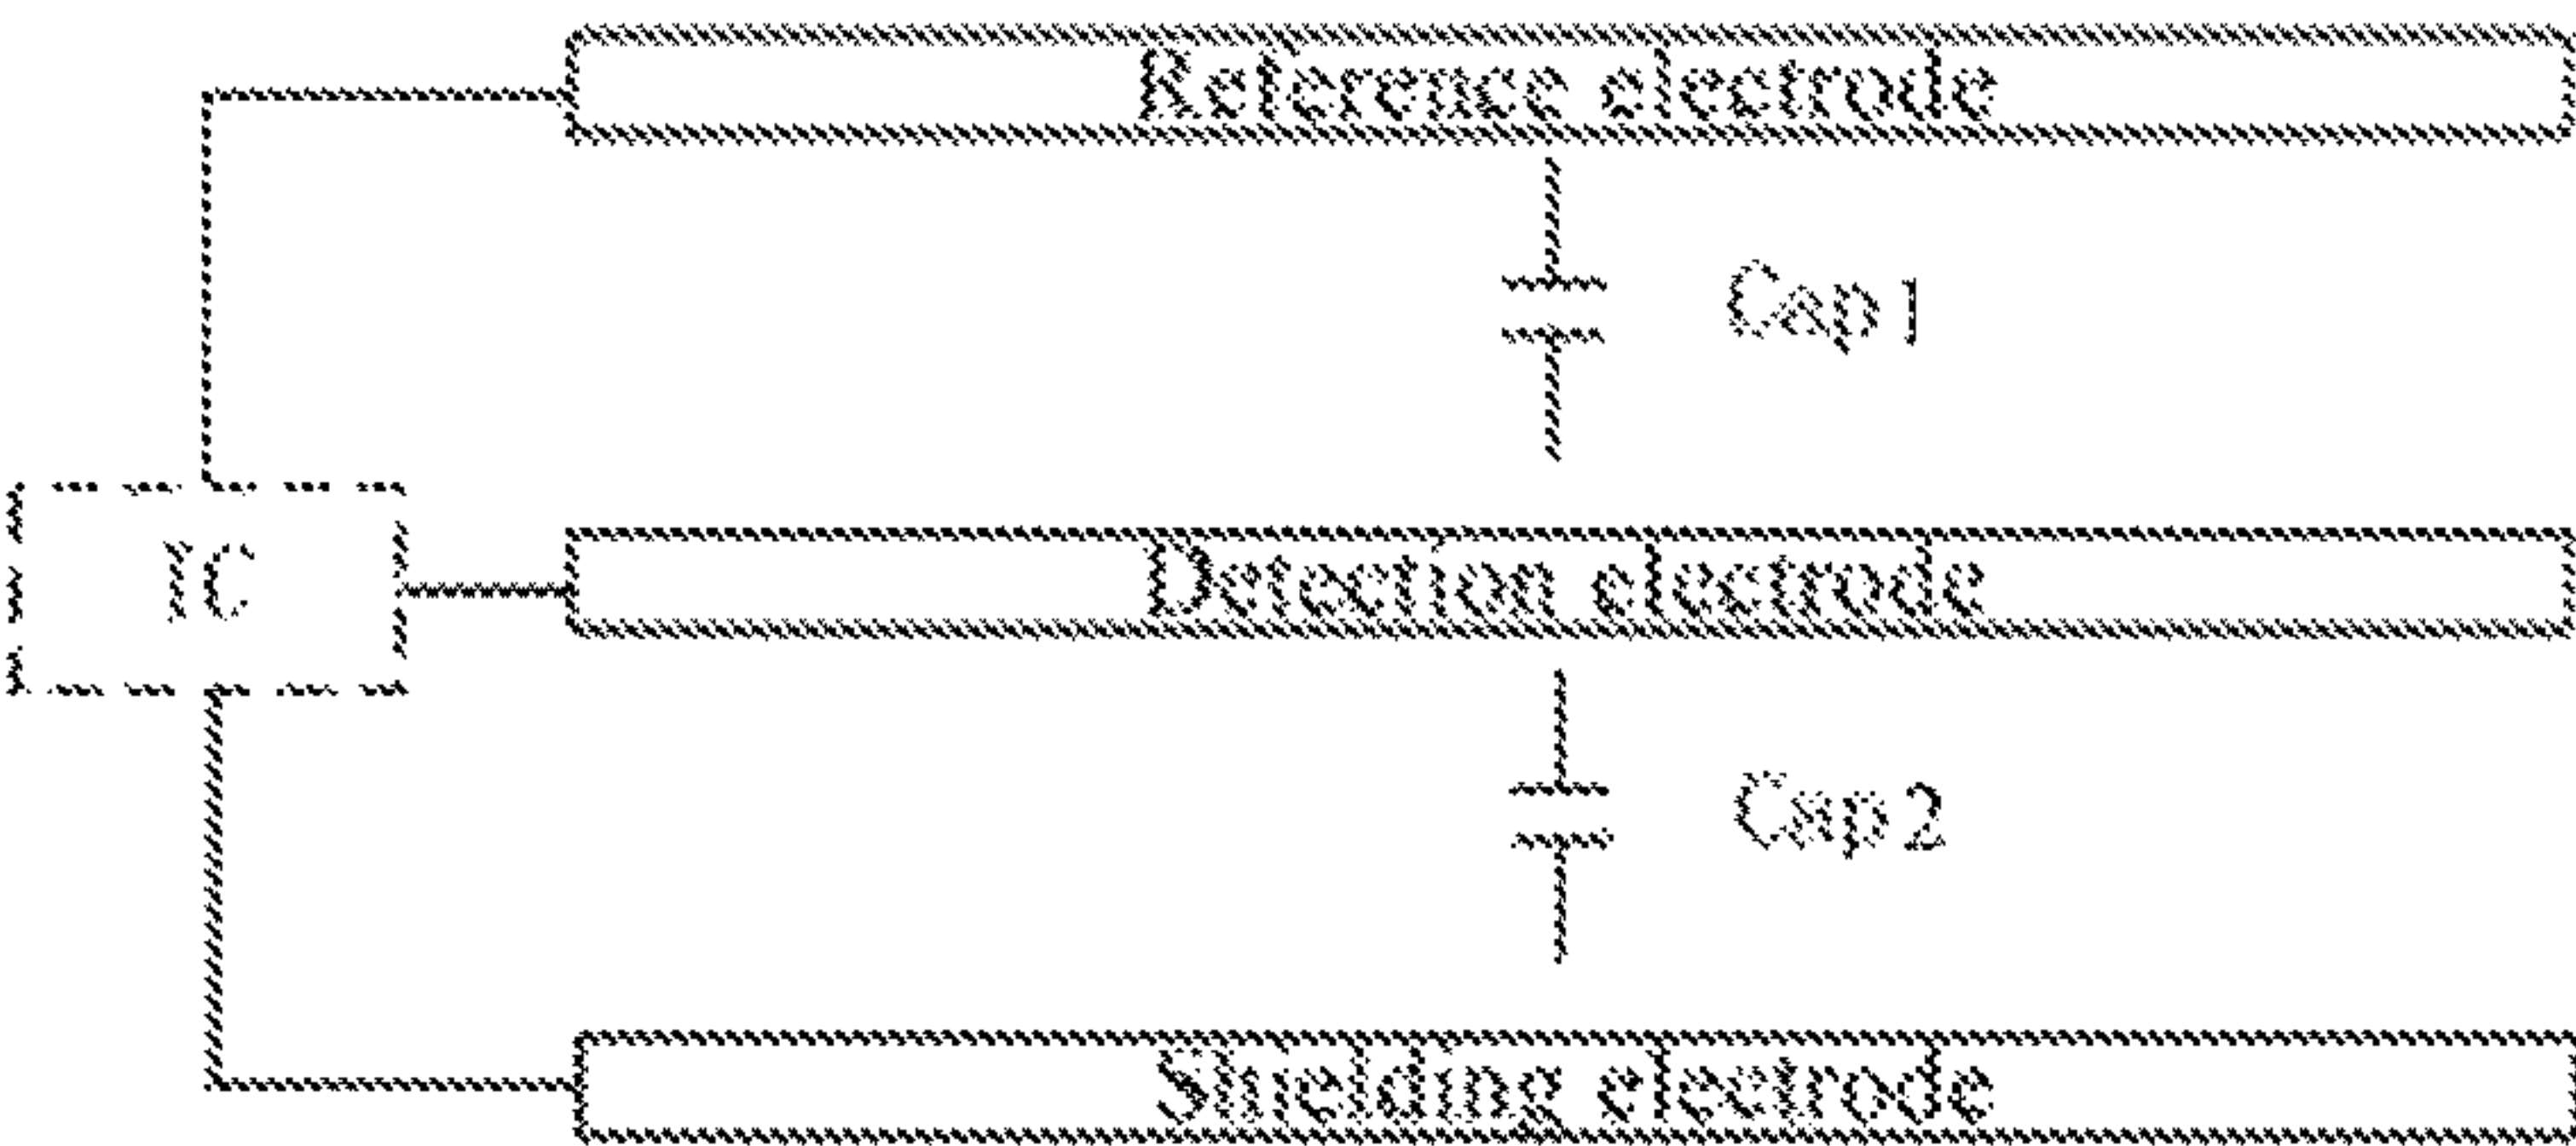 Reference electrode
Cap 1
IC
Detection electrode
Cap 2
Shielding electrode